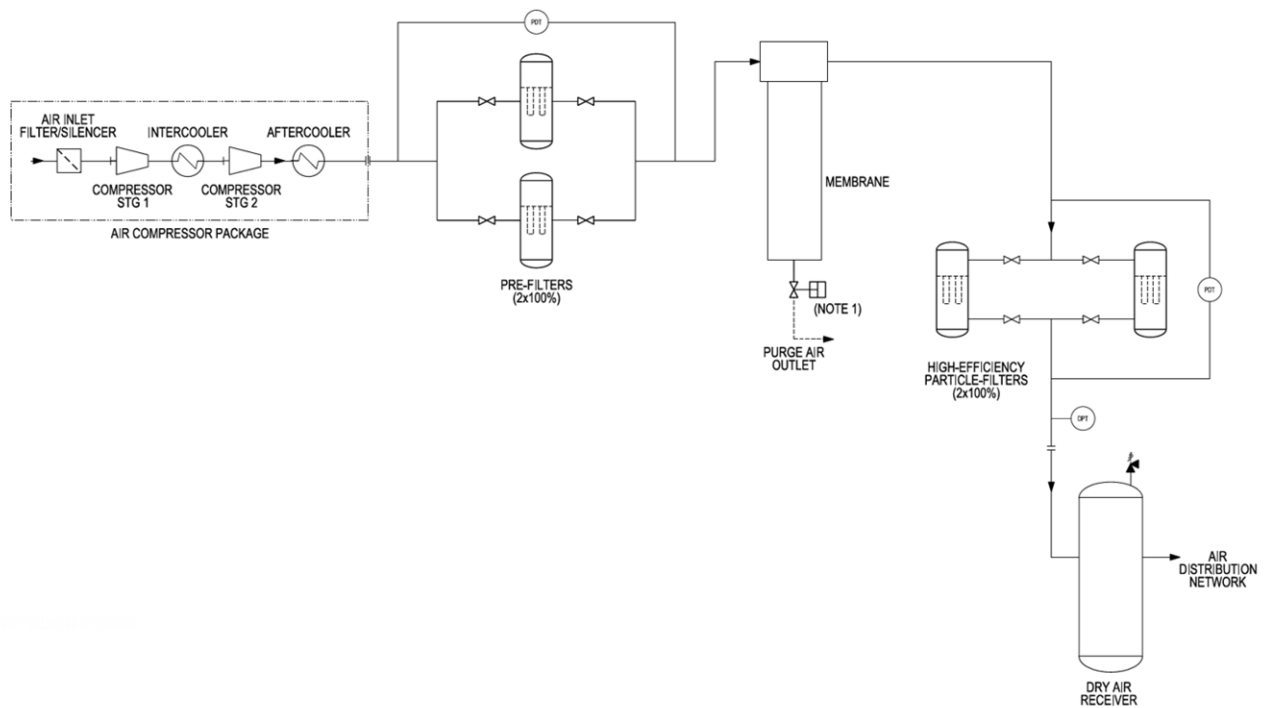 PDT
AIR INLET
FILTER/SILENCER
INTERCOOLER
AFTERCOOLER
COMPRESSOR
STG 1
COMPRESSOR
STG 2
AIR COMPRESSOR PACKAGE
PRE-FILTERS
(2x100%)
MEMBRANE
(NOTE 1)
PURGE AIR
OUTLET
PDT
HIGH-EFFICIENCY
PARTICLE-FILTERS
(2x100%)
DPT
AIR
DISTRIBUTION
NETWORK
DRY AIR
RECEIVER